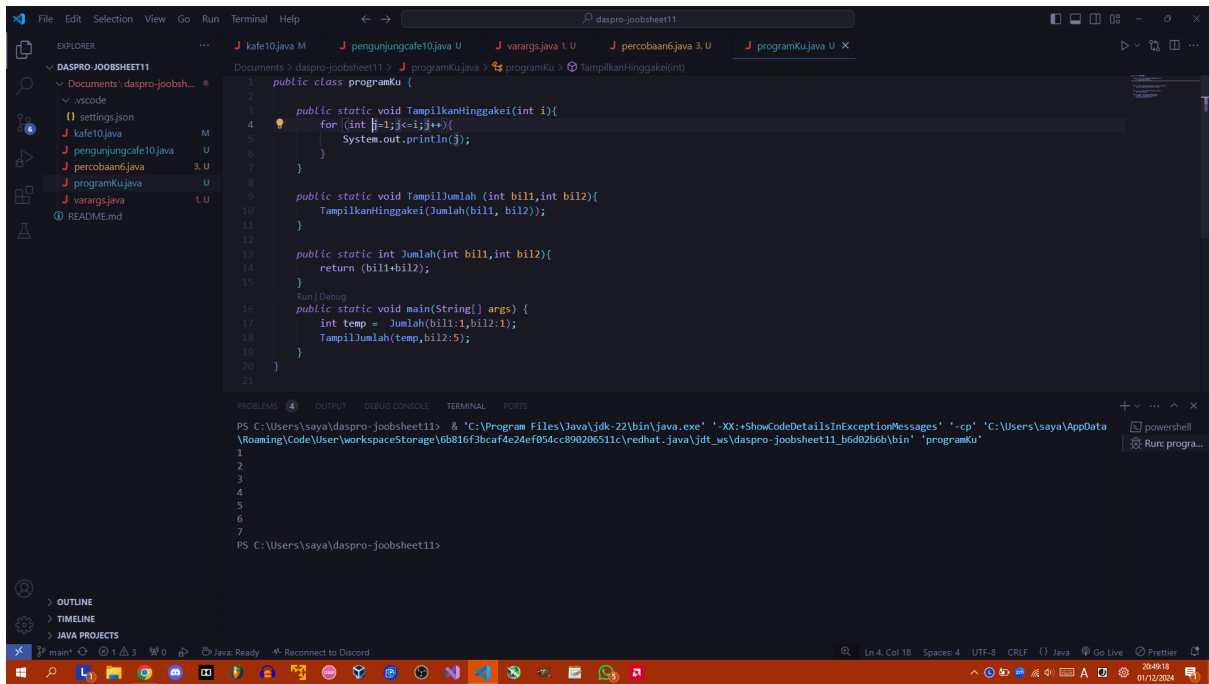 File Edit Selection View Go Run Terminal Help
daspro-joobsheet11
EXPLORER
kafe10.java M
pengunjungcafe10.java U
varargs.java 1, U
percobaan6.java 3, U
programKu.java U
DASPRO-JOOBSHEET11
Documents \ daspro-joobsh...
.vscode
settings.json
kafe10.java M
pengunjungcafe10.java U
percobaan6.java 3, U
programKu.java U
varargs.java 1, U
README.md
Documents > daspro-joobsheet11 > programKu.java > programKu > TampilkanHinggakei(int)
1 public class programKu {
2
3 public static void TampilkanHinggakei(int i){
4 for (int j=1;j<=i;j++){
5 System.out.println(j);
6 }
7 }
8
9 public static void TampilJumlah (int bil1,int bil2){
10 TampilkanHinggakei(Jumlah(bil1, bil2));
11 }
12
13 public static int Jumlah(int bil1,int bil2){
14 return (bil1+bil2);
15 }
Run | Debug
16 public static void main(String[] args) {
17 int temp = Jumlah(bil1:1,bil2:1);
18 TampilJumlah(temp,bil2:5);
19 }
20 }
21
PROBLEMS 4 OUTPUT DEBUG CONSOLE TERMINAL PORTS
PS C:\Users\saya\daspro-joobsheet11> & 'C:\Program Files\Java\jdk-22\bin\java.exe' '-XX:+ShowCodeDetailsInExceptionMessages' '-cp' 'C:\Users\saya\AppData
\Roaming\Code\User\workspaceStorage\6b816f3bcaf4e24ef054cc890206511c\redhat.java\jdt_ws\daspro-joobsheet11_b6d02b6b\bin' 'programKu'
1
2
3
4
5
6
7
PS C:\Users\saya\daspro-joobsheet11>
powershell
Run: progra...
OUTLINE
TIMELINE
JAVA PROJECTS
main* 1 3 0 Java: Ready Reconnect to Discord
Ln 4, Col 18 Spaces: 4 UTF-8 CRLF {} Java Go Live Prettier
20:49:18
01/12/2024